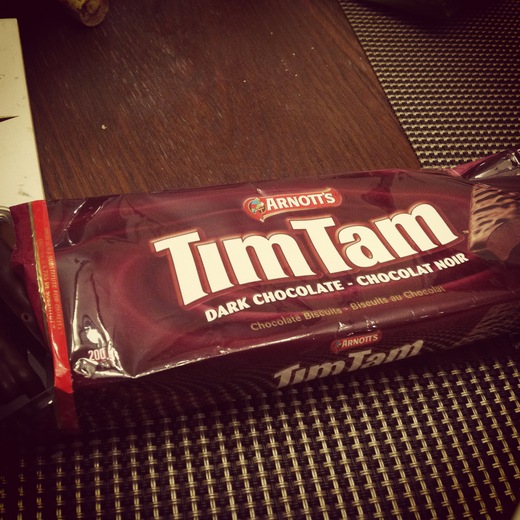 ARNOTT'S
TimTam
DARK CHOCOLATE - CHOCOLAT NOIR
Chocolate Biscuits - Biscuits au Chocolat
200
ARNOTT'S
TimTam